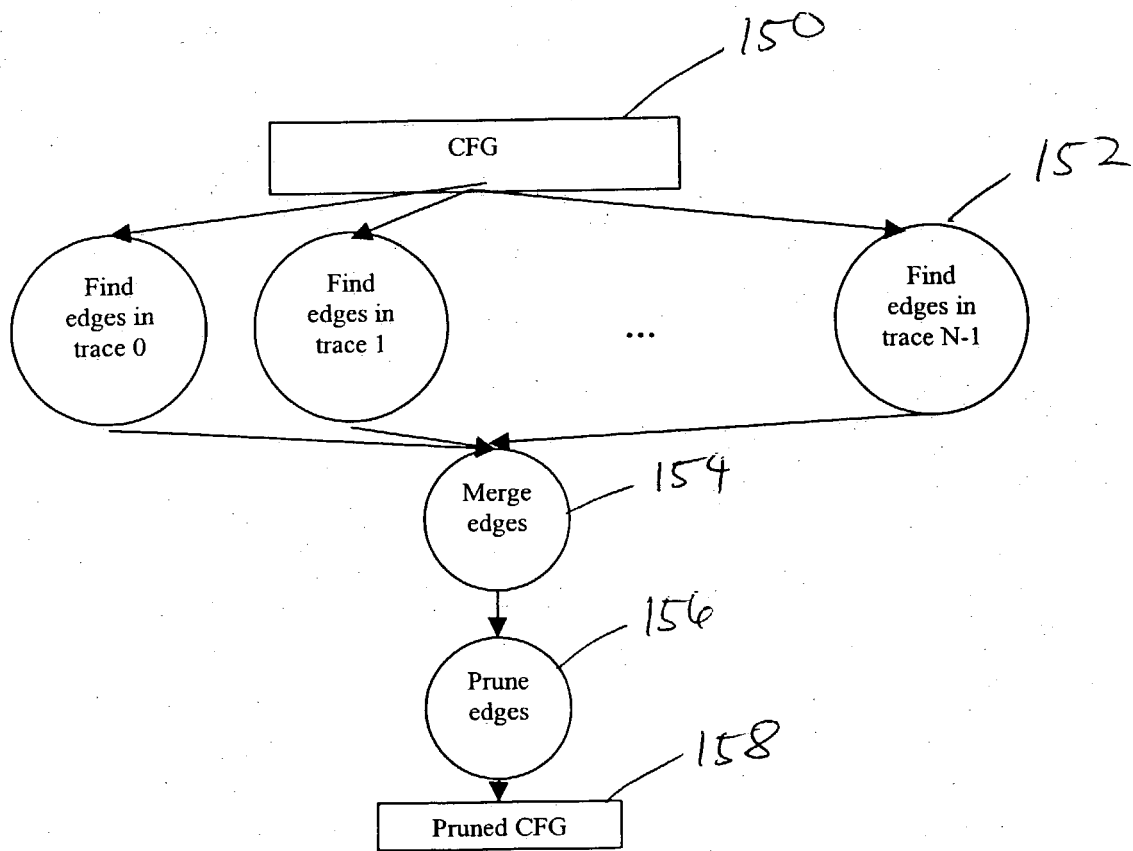 150
CFG
152
Find
edges in
trace 0
Find
edges in
trace 1
...
Find
edges in
trace N-1
154
Merge
edges
156
Prune
edges
158
Pruned CFG